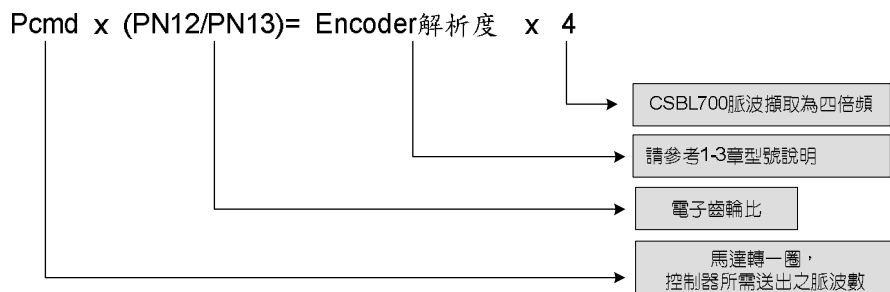 Pcmd x (PN12/PN13)= Encoder解析度 x 4
CSBL700脈波擷取為四倍頻
請參考1-3章型號說明
電子齒輪比
馬達轉一圈，
控制器所需送出之脈波數